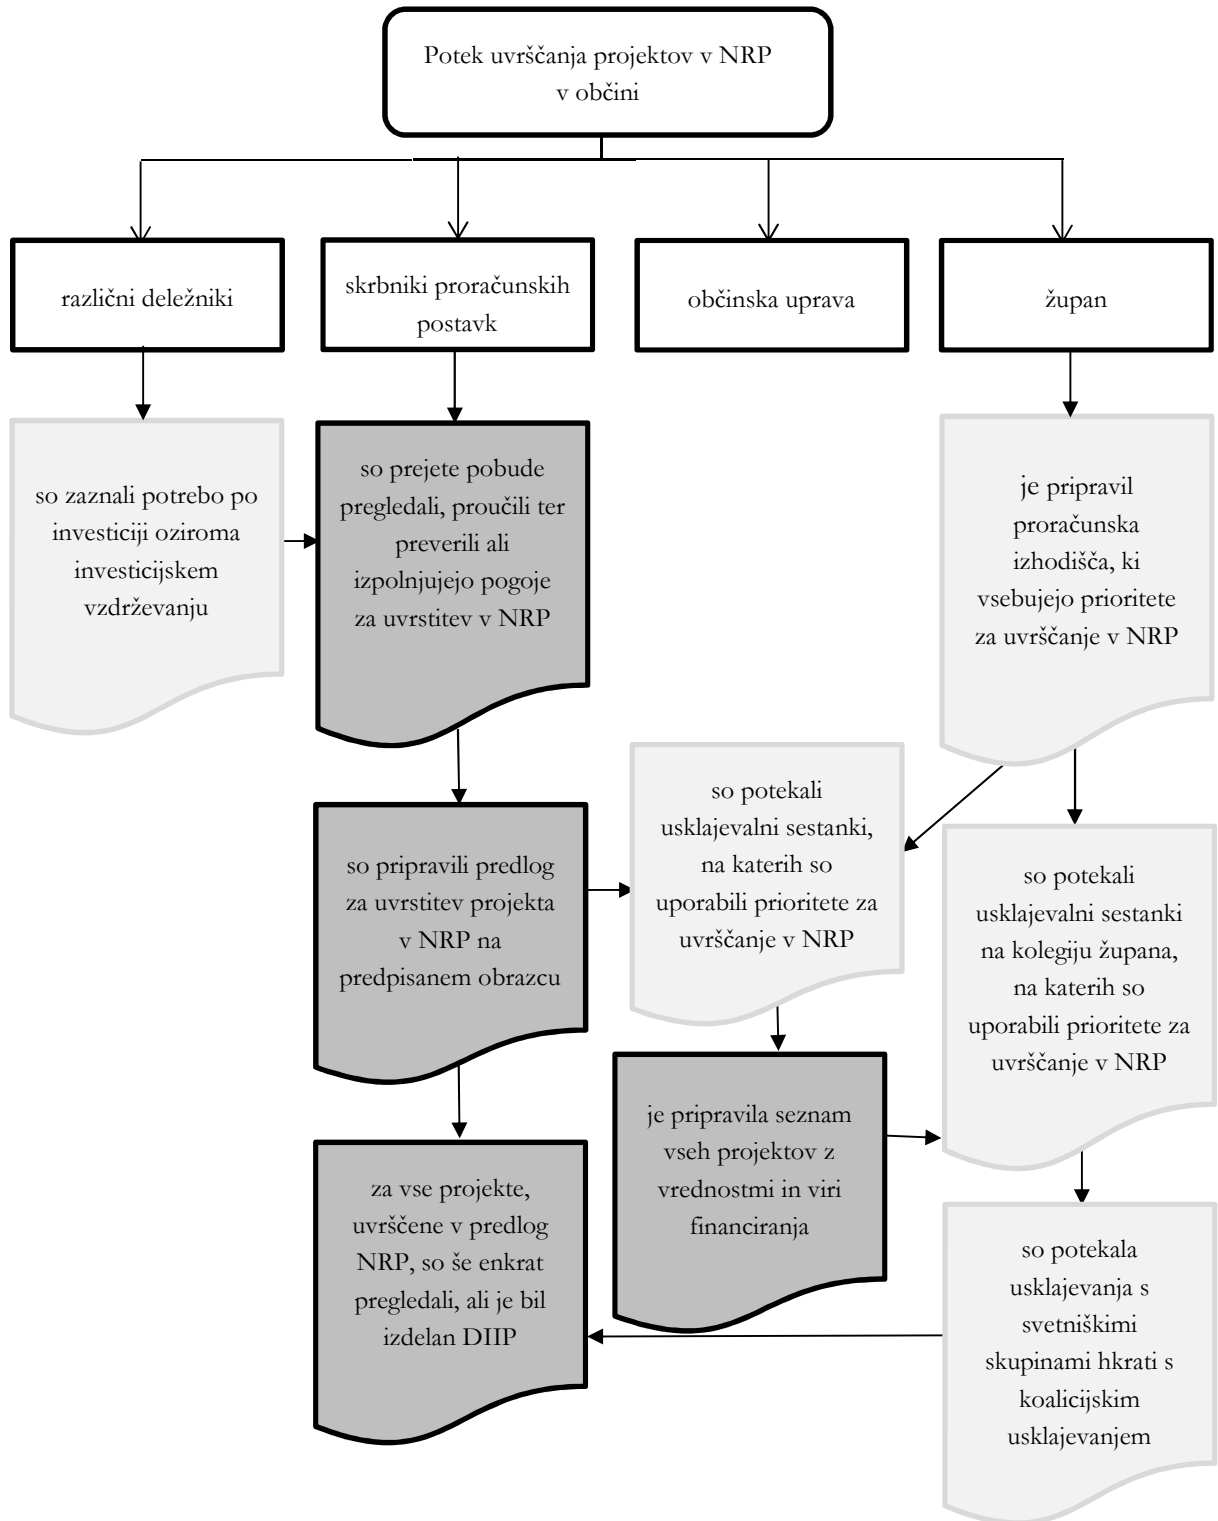 Potek uvrščanja projektov v NRP
v občini
različni deležniki
skrbniki proračunskih
postavk
občinska uprava
župan
so zaznali potrebo po
investiciji oziroma
investicijskem
vzdrževanju
so prejete pobude
pregledali, proučili ter
preverili ali
izpolnjujejo pogoje
za uvrstitev v NRP
je pripravil
proračunska
izhodišča, ki
vsebujejo prioritete
za uvrščanje v NRP
so pripravili predlog
za uvrstitev projekta
v NRP na
predpisanem obrazcu
so potekali
usklajevalni sestanki,
na katerih so
uporabili prioritete za
uvrščanje v NRP
so potekali
usklajevalni sestanki
na kolegiju župana,
na katerih so
uporabili prioritete za
uvrščanje v NRP
za vse projekte,
uvrščene v predlog
NRP, so še enkrat
pregledali, ali je bil
izdelan DIIP
je pripravila seznam
vseh projektov z
vrednostmi in viri
financiranja
so potekala
usklajevanja s
svetniškimi
skupinami hkrati s
koalicijskim
usklajevanjem